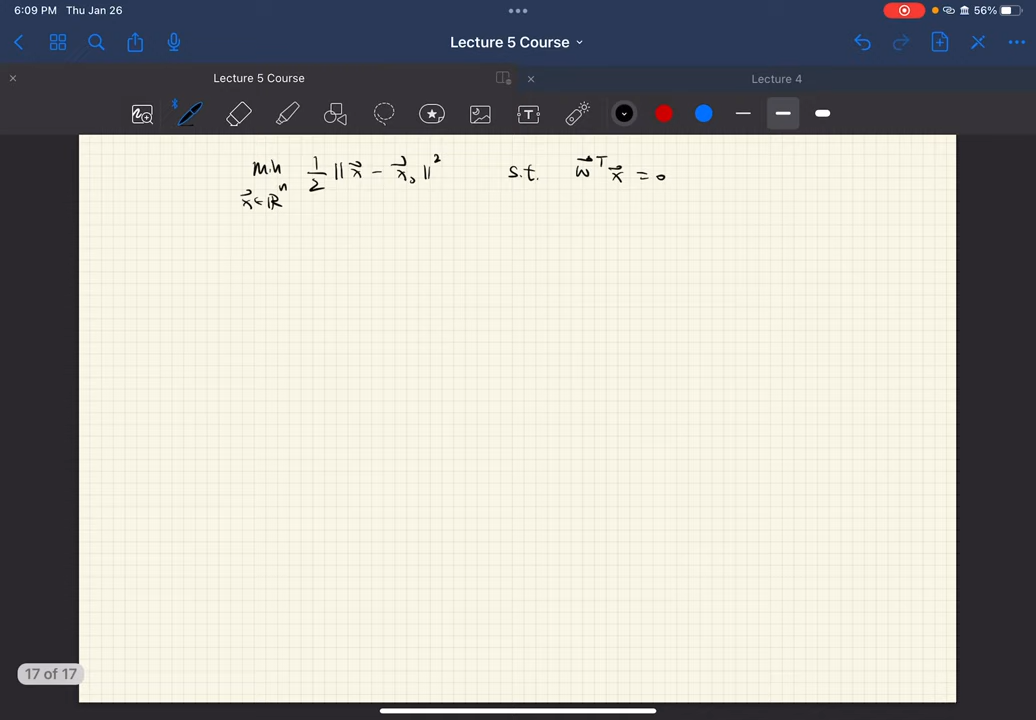 6:09 PM Thu Jan 26
56%
Lecture 5 Course
Lecture 5 Course
Lecture 4
T
min 1/2 ||x⃗ - x⃗₀||² s.t. w⃗ᵀx⃗ = 0
x⃗∈ℝⁿ
17 of 17